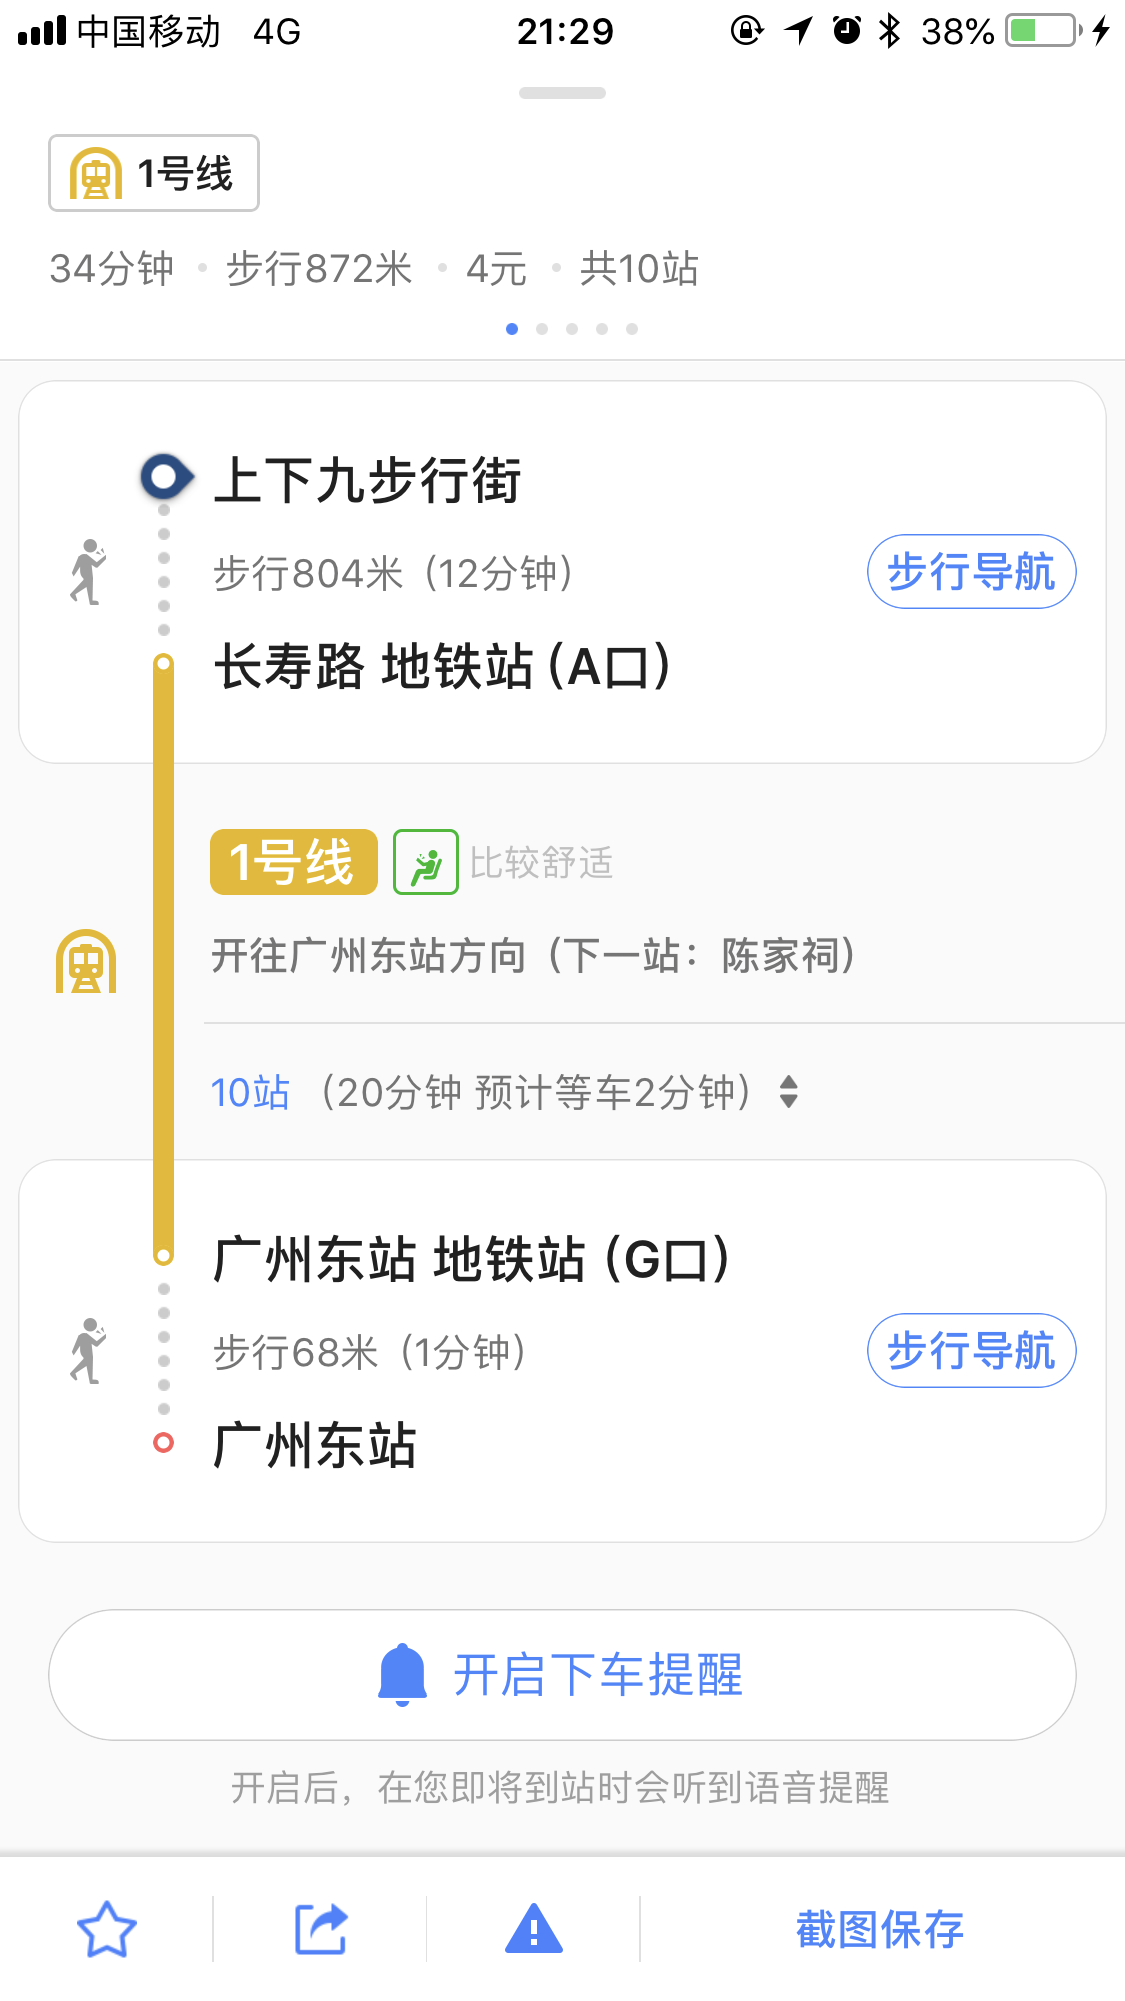 中国移动 4G 21:29 38%
1号线
34分钟 • 步行872米 • 4元 • 共10站
上下九步行街
步行804米（12分钟）
步行导航
长寿路 地铁站（A口）
1号线 比较舒适
开往广州东站方向（下一站：陈家祠）
10站（20分钟 预计等车2分钟）
广州东站 地铁站（G口）
步行68米（1分钟）
步行导航
广州东站
开启下车提醒
开启后，在您即将到站时会听到语音提醒
截图保存